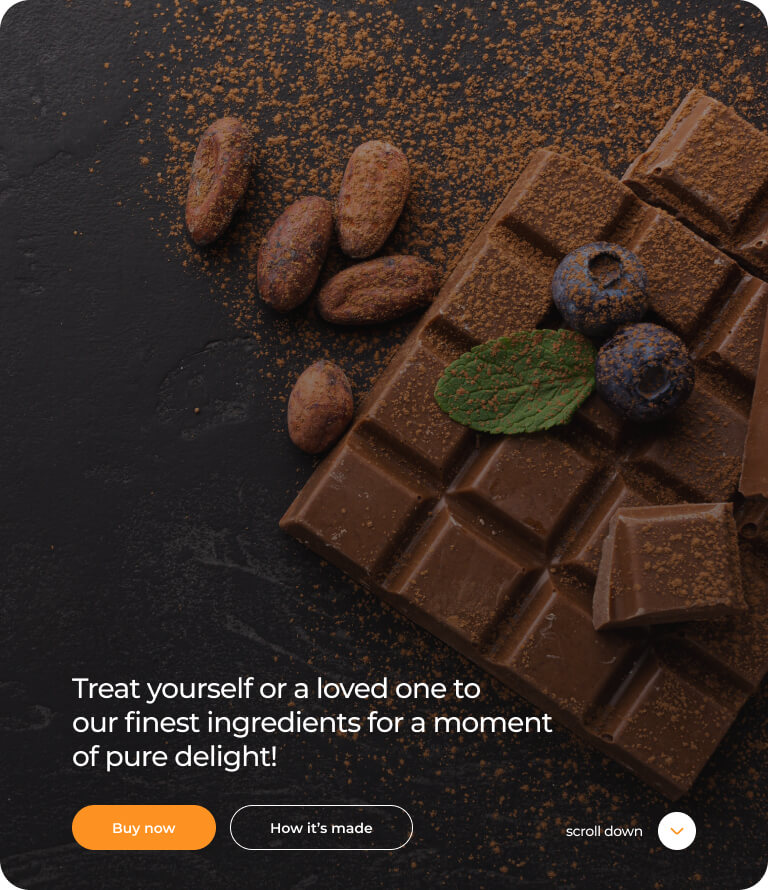 Treat yourself or a loved one to
our finest ingredients for a moment
of pure delight!
Buy now
How it’s made
scroll down